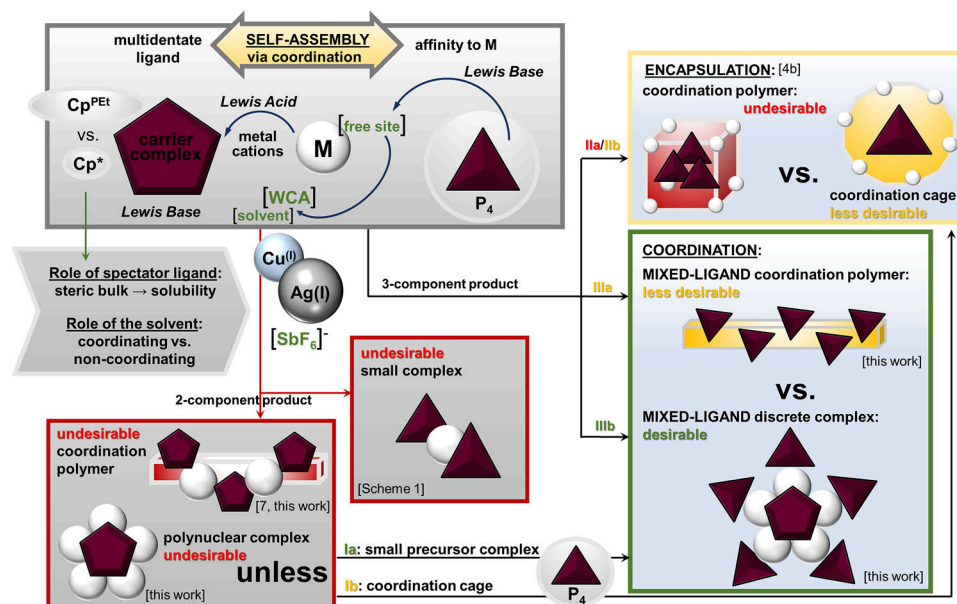 multidentate
ligand
SELF-ASSEMBLY
via coordination
affinity to M
Lewis Base
Cp^PEt
vs.
Cp*
carrier
complex
Lewis Base
Lewis Acid
metal
cations
M
[free site]
[WCA]
[solvent]
P₄
Role of spectator ligand:
steric bulk → solubility
Role of the solvent:
coordinating vs.
non-coordinating
Cu(I)
Ag(I)
[SbF₆]⁻
3-component product
2-component product
undesirable
small complex
[Scheme 1]
undesirable
coordination
polymer
[7, this work]
polynuclear complex
undesirable
unless
[this work]
Ia: small precursor complex
Ib: coordination cage
P₄
IIa/IIb
ENCAPSULATION: [4b]
coordination polymer:
undesirable
vs.
coordination cage
less desirable
IIIa
IIIb
COORDINATION:
MIXED-LIGAND coordination polymer:
less desirable
[this work]
vs.
MIXED-LIGAND discrete complex:
desirable
[this work]